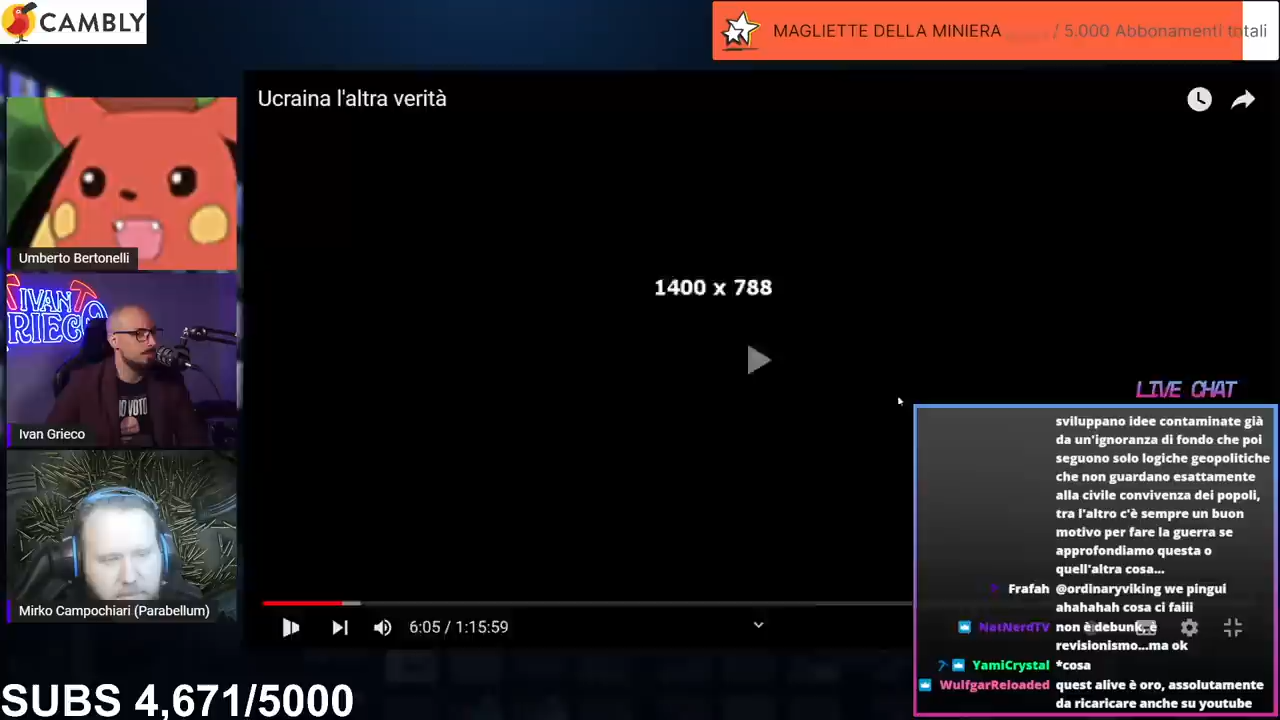 CAMBLY
MAGLIETTE DELLA MINIERA
/ 5.000 Abbonamenti totali
Ucraina l'altra verità
Umberto Bertonelli
1400 x 788
IVAN
GRIECO
Ivan Grieco
Mirko Campochiari (Parabellum)
6:05 / 1:15:59
LIVE CHAT
sviluppano idee contaminate già
da un'ignoranza di fondo che poi
seguono solo logiche geopolitiche
che non guardano esattamente
alla civile convivenza dei popoli,
tra l'altro c'è sempre un buon
motivo per fare la guerra se
approfondiamo questa o
quell'altra cosa...
Frafah @ordinaryviking we pingui
ahahahah cosa ci faiii
NatNerdTV non è debunk, è
revisionismo...ma ok
YamiCrystal *cosa
WulfgarReloaded quest alive è oro, assolutamente
da ricaricare anche su youtube
SUBS 4,671/5000